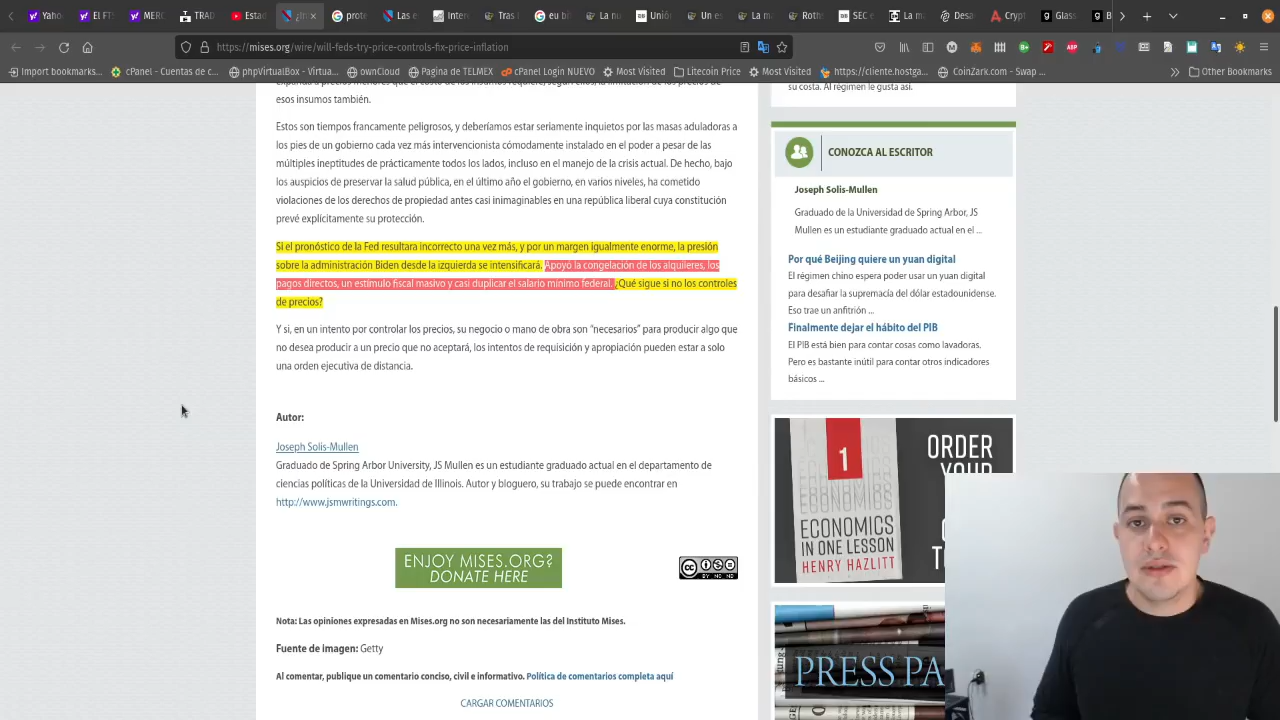 Yahoo
Yahoo
MERC
Las e
Inme
SEC
Desa
Crypt
Glass
https://mises.org/wire/will-feds-try-price-controls-fix-price-inflation
Import bookmarks...
cPanel - Cuentas de c...
phpVirtualBox - Virtua...
ownCloud
Pagina de TELMEX
cPanel Login NUEVO
Most Visited
Litecoin Price
Most Visited
https://cliente.hostga...
CoinZark.com - Swap ...
Other Bookmarks
esos insumos también.
Estos son tiempos francamente peligrosos, y deberíamos estar seriamente inquietos por las masas aduladoras a
los pies de un gobierno cada vez más intervencionista cómodamente instalado en el poder a pesar de las
múltiples ineptitudes de prácticamente todos los lados, incluso en el manejo de la crisis actual. De hecho, bajo
los auspicios de preservar la salud pública, en el último año el gobierno, en varios niveles, ha cometido
violaciones de los derechos de propiedad antes casi inimaginables en una república liberal cuya constitución
prevé explícitamente su protección.
Si el pronóstico de la Fed resultara incorrecto una vez más, y por un margen igualmente enorme, la presión
sobre la administración Biden desde la izquierda se intensificará. Apoyó la congelación de los alquileres, los
pagos directos, un estímulo fiscal masivo y casi duplicar el salario mínimo federal. ¿Qué sigue si no los controles
de precios?
Y si, en un intento por controlar los precios, su negocio o mano de obra son "necesarios" para producir algo que
no desea producir a un precio que no aceptará, los intentos de requisición y apropiación pueden estar a solo
una orden ejecutiva de distancia.
Autor:
Joseph Solis-Mullen
Graduado de Spring Arbor University, JS Mullen es un estudiante graduado actual en el departamento de
ciencias políticas de la Universidad de Illinois. Autor y bloguero, su trabajo se puede encontrar en
http://www.jsmwritings.com.
ENJOY MISES.ORG?
DONATE HERE
BY NC ND
Nota: Las opiniones expresadas en Mises.org no son necesariamente las del Instituto Mises.
Fuente de imagen: Getty
Al comentar, publique un comentario conciso, civil e informativo. Política de comentarios completa aquí
CARGAR COMENTARIOS
su costa. Al régimen le gusta así.
CONOZCA AL ESCRITOR
Joseph Solis-Mullen
Graduado de la Universidad de Spring Arbor, JS
Mullen es un estudiante graduado actual en el ...
Por qué Beijing quiere un yuan digital
El régimen chino espera poder usar un yuan digital
para desafiar la supremacía del dólar estadounidense.
Eso trae un anfitrión ...
Finalmente dejar el hábito del PIB
El PIB está bien para contar cosas como lavadoras.
Pero es bastante inútil para contar otros indicadores
básicos ...
1
ECONOMICS
IN ONE LESSON
HENRY HAZLITT
ORDER
YOUR
PRESS PA